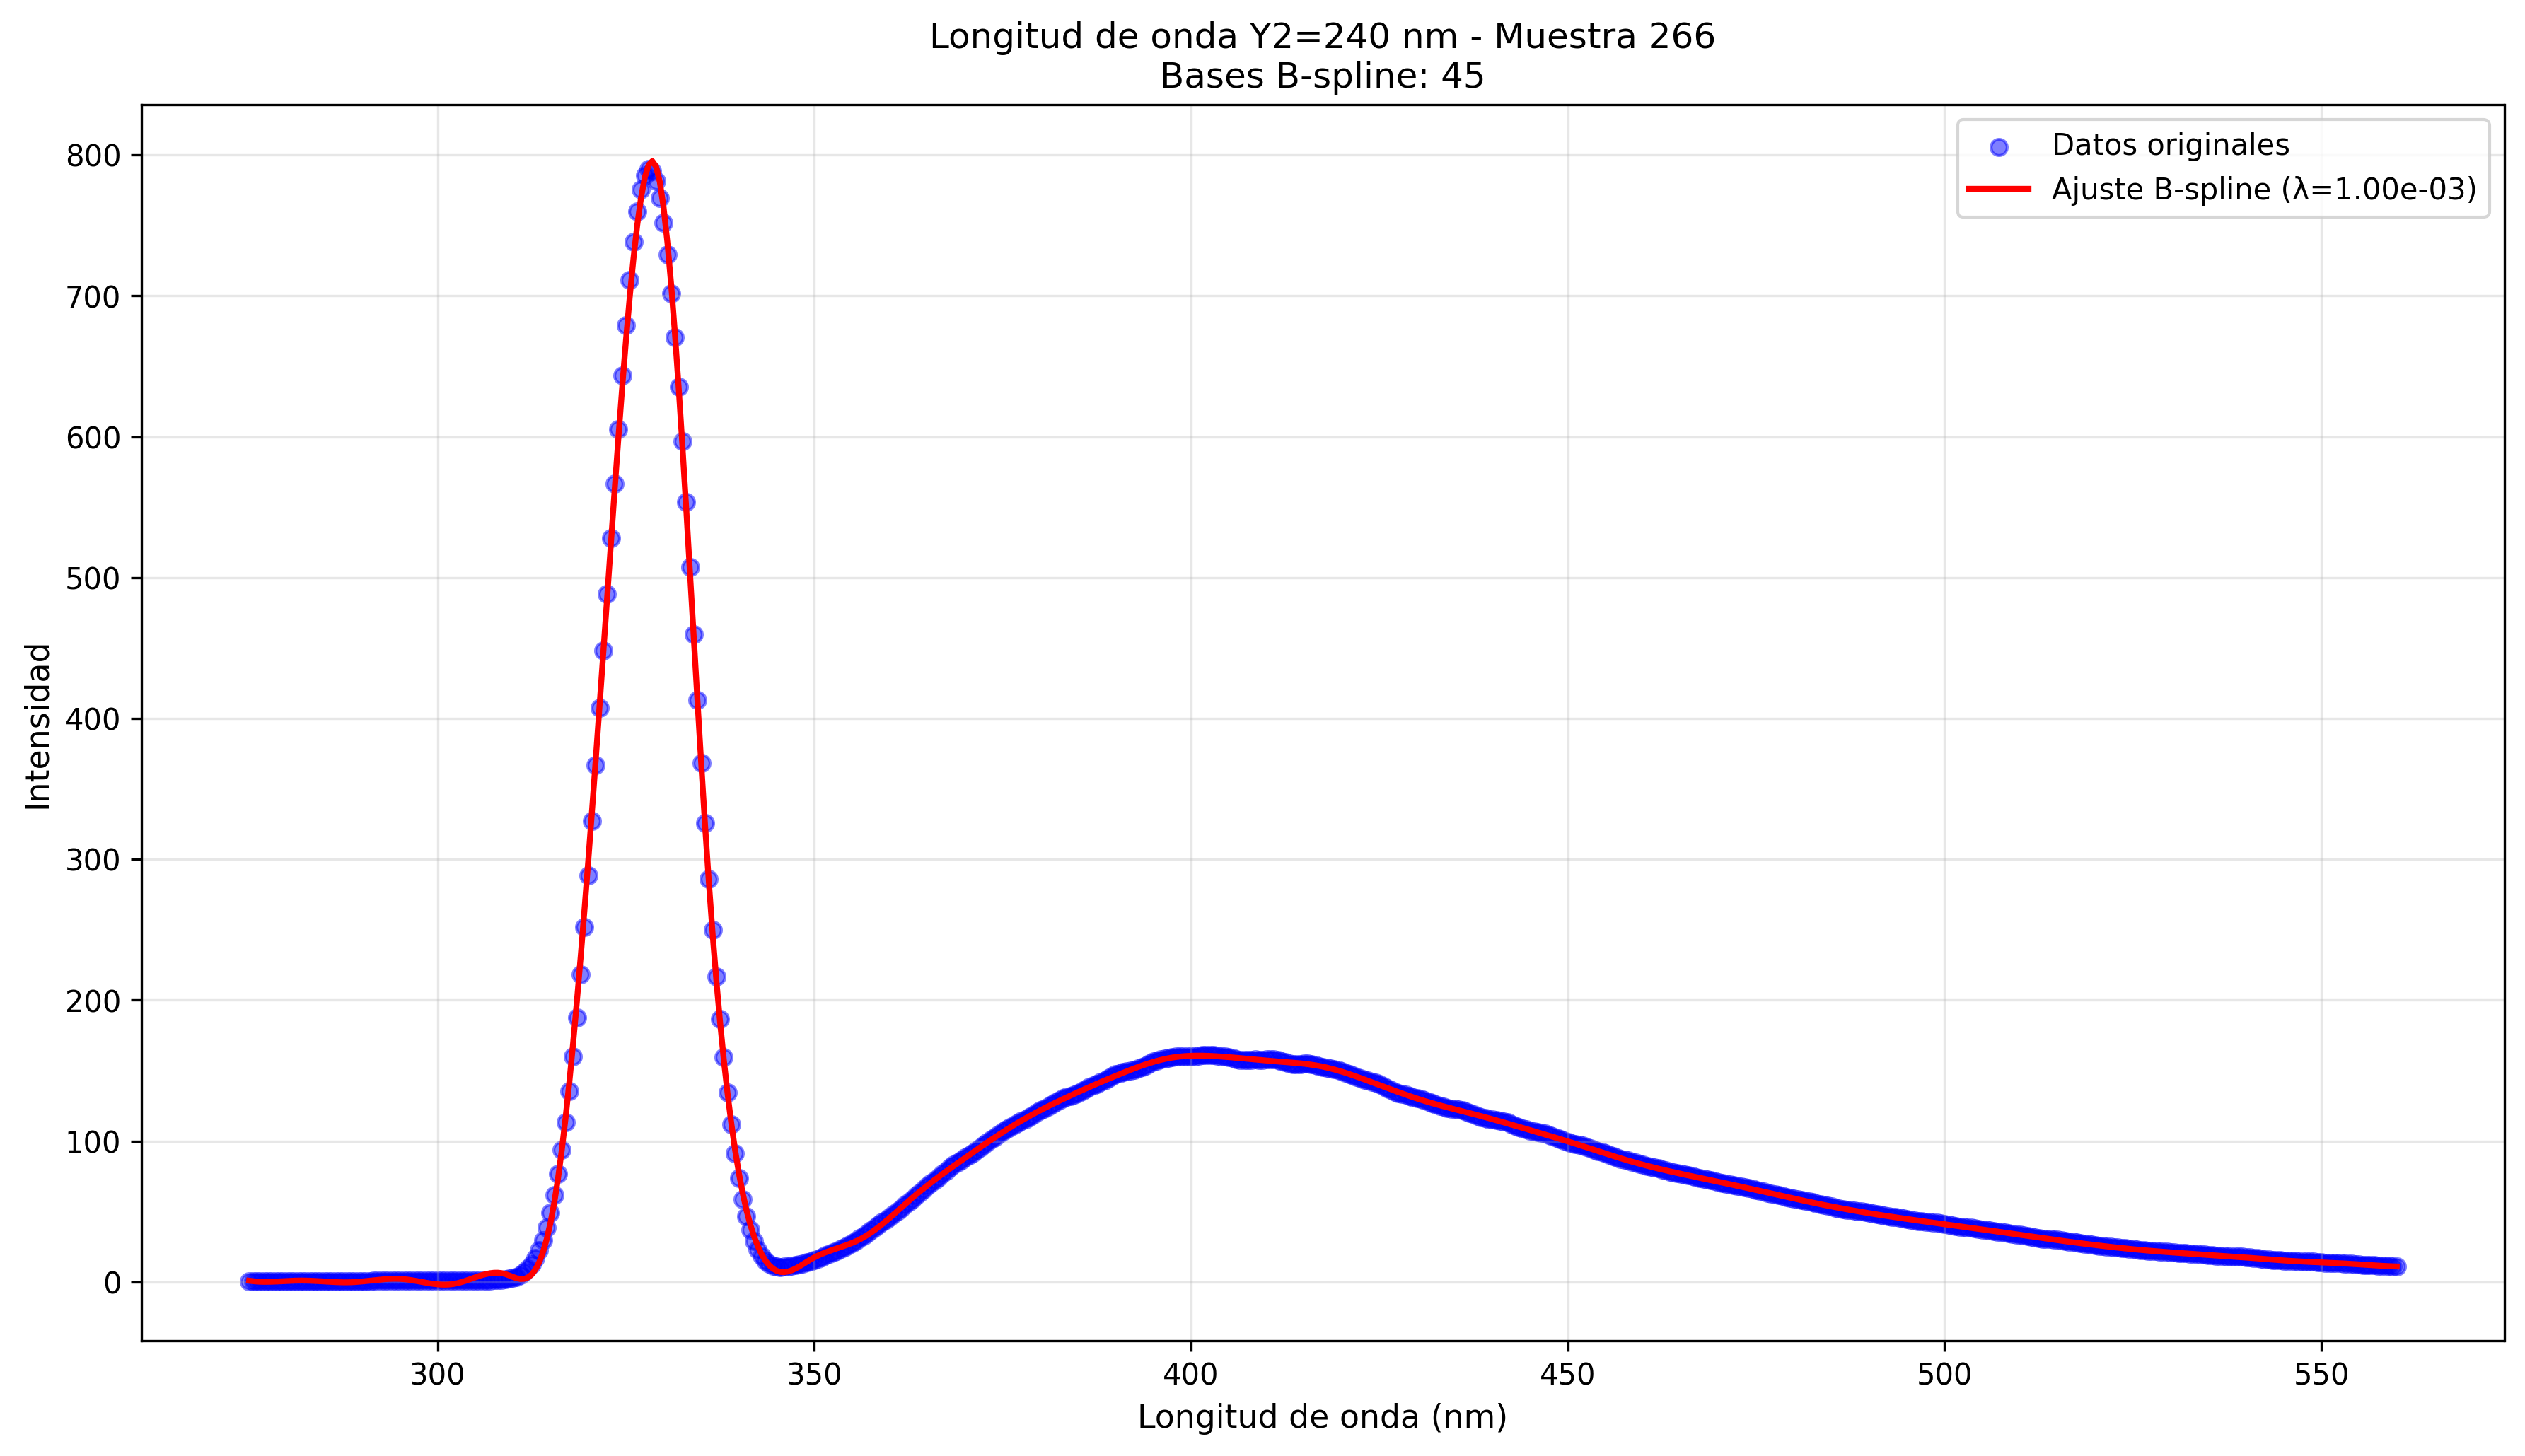 Longitud de onda Y2=240 nm - Muestra 266
Bases B-spline: 45
Datos originales
Ajuste B-spline (λ=1.00e-03)
Intensidad
800
700
600
500
400
300
200
100
0
300 350 400 450 500 550
Longitud de onda (nm)